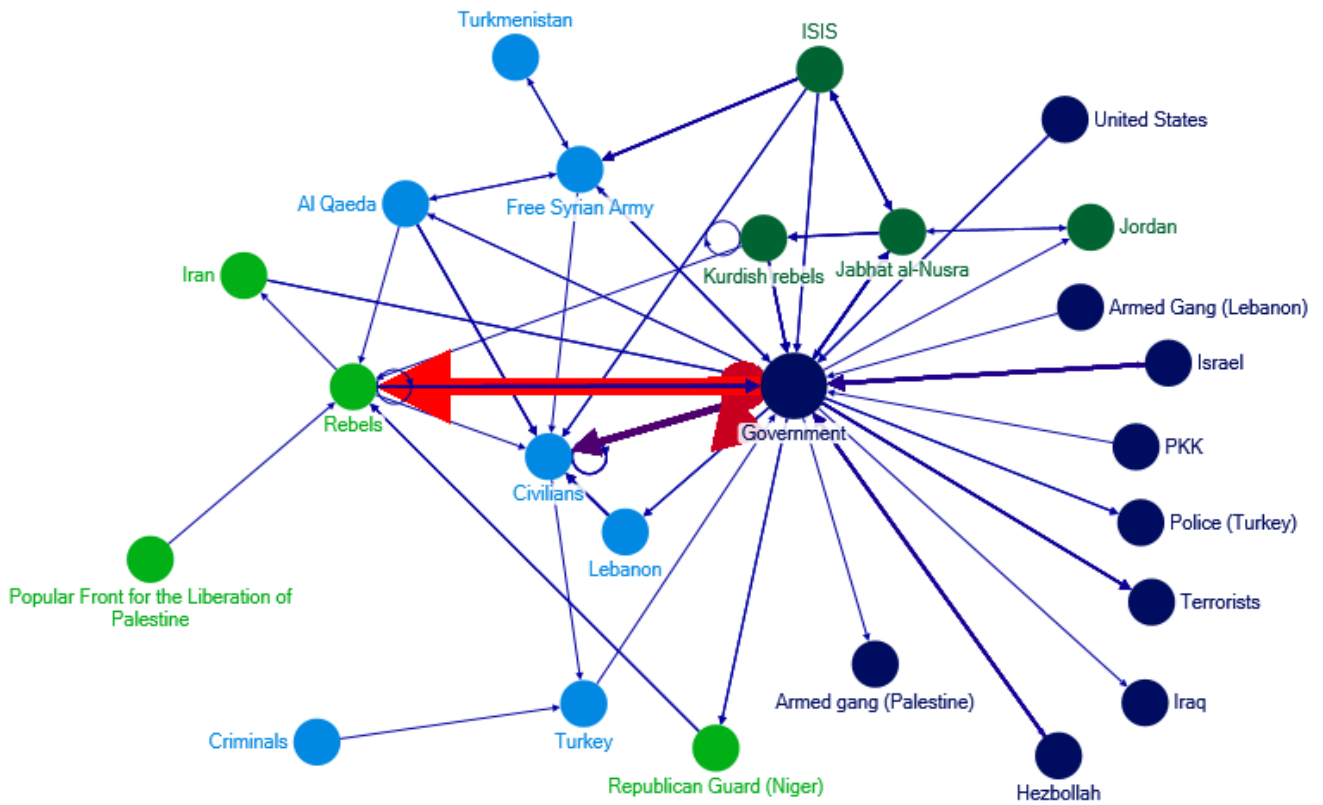 Turkmenistan
ISIS
United States
Al Qaeda
Free Syrian Army
Jordan
Iran
Kurdish rebels
Jabhat al-Nusra
Armed Gang (Lebanon)
Israel
Rebels
Government
PKK
Civilians
Police (Turkey)
Lebanon
Popular Front for the Liberation of
Palestine
Terrorists
Armed gang (Palestine)
Iraq
Criminals
Turkey
Republican Guard (Niger)
Hezbollah